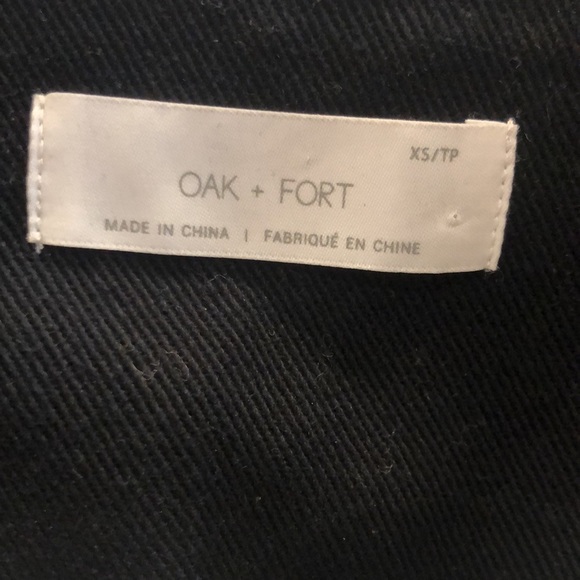 XS/TP
OAK + FORT
MADE IN CHINA | FABRIQUÉ EN CHINE